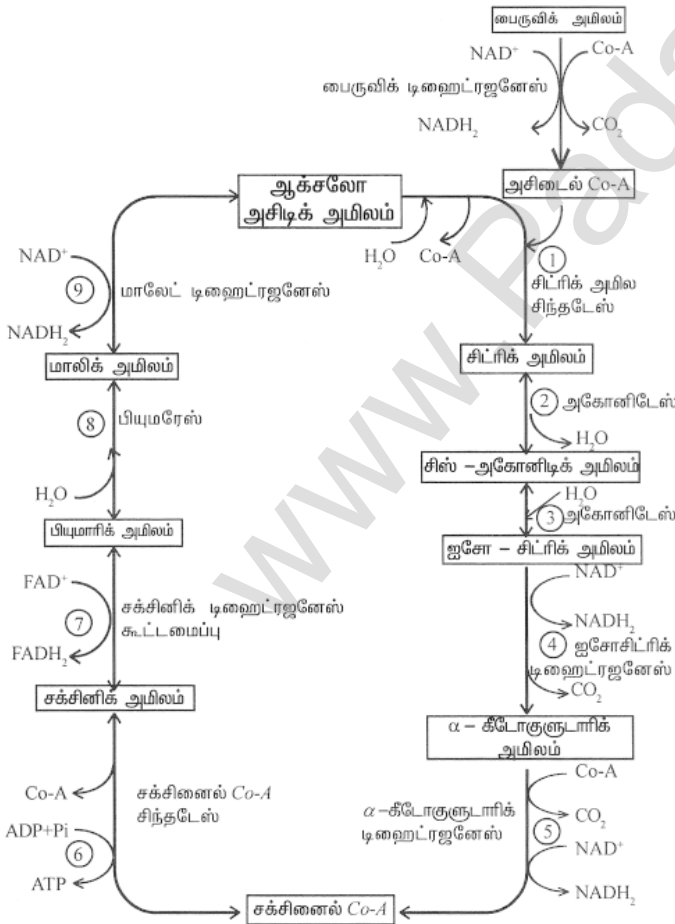 பைருவிக் அமிலம்
NAD⁺
Co-A
பைருவிக் டிஹைட்ரஜனேஸ்
NADH₂
CO₂
அசிடைல் Co-A
ஆக்சலோ
அசிடிக் அமிலம்
H₂O
Co-A
①
சிட்ரிக் அமில
சிந்தடேஸ்
சிட்ரிக் அமிலம்
② அகோனிடேஸ்
H₂O
சிஸ் –அகோனிடிக் அமிலம்
H₂O
③ அகோனிடேஸ்
ஐசோ – சிட்ரிக் அமிலம்
NAD⁺
NADH₂
④ ஐசோசிட்ரிக்
டிஹைட்ரஜனேஸ்
CO₂
α – கீடோகுளுடாரிக்
அமிலம்
Co-A
α–கீடோகுளுடாரிக்
டிஹைட்ரஜனேஸ்
CO₂
⑤
NAD⁺
NADH₂
சக்சினைல் Co-A
சக்சினைல் Co-A
சிந்தடேஸ்
Co-A
ADP+Pi
⑥
ATP
சக்சினிக் அமிலம்
FAD⁺
⑦
சக்சினிக் டிஹைட்ரஜனேஸ்
கூட்டமைப்பு
FADH₂
பியுமாரிக் அமிலம்
H₂O
⑧ பியுமரேஸ்
மாலிக் அமிலம்
NAD⁺
⑨ மாலேட் டிஹைட்ரஜனேஸ்
NADH₂
www.Pada